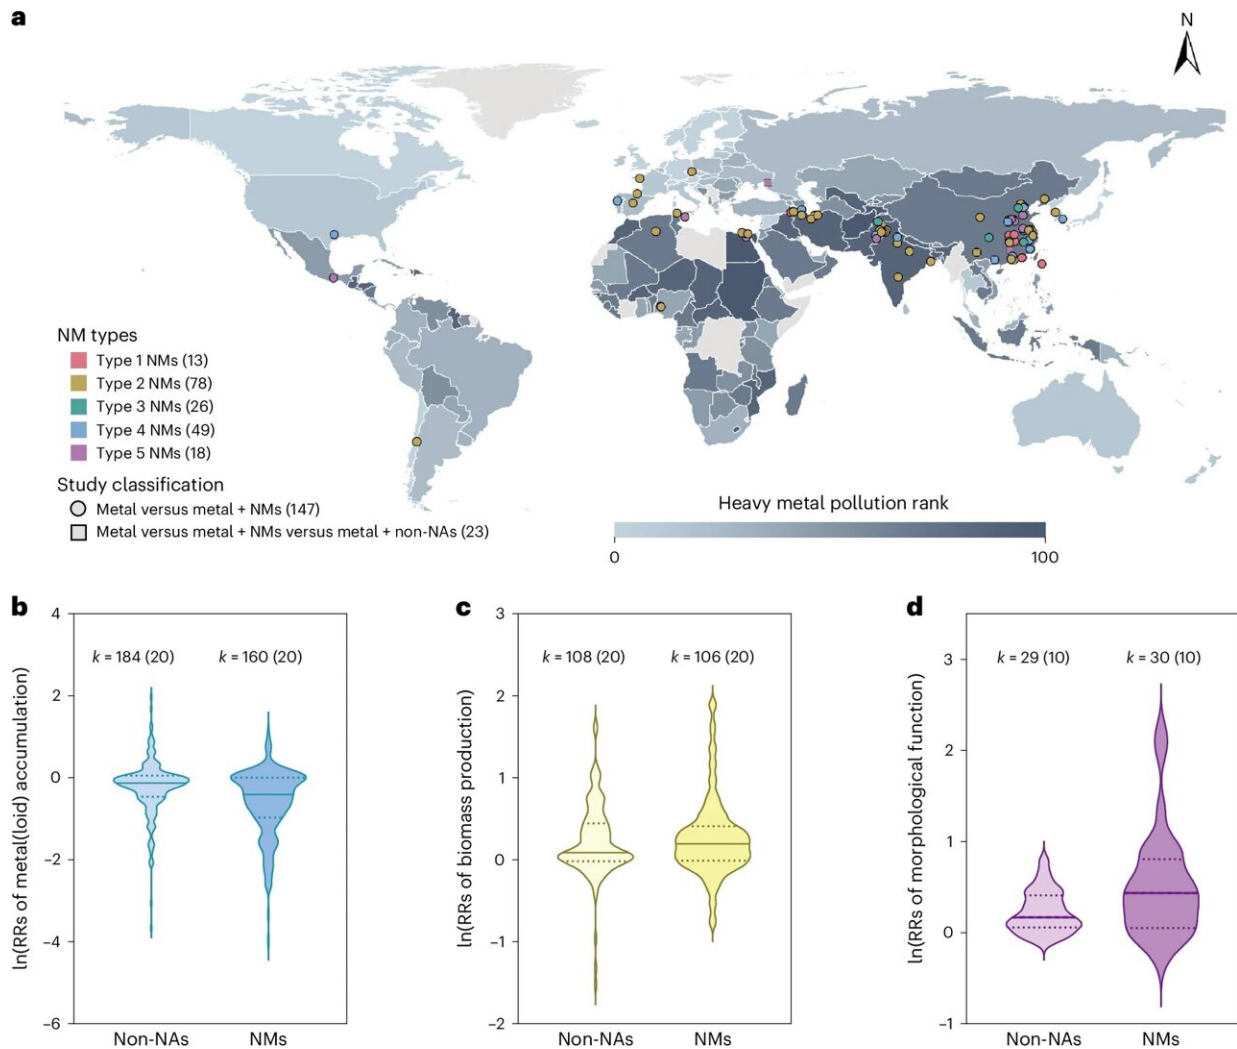 a
N
NM types
Type 1 NMs (13)
Type 2 NMs (78)
Type 3 NMs (26)
Type 4 NMs (49)
Type 5 NMs (18)
Study classification
Metal versus metal + NMs (147)
Metal versus metal + NMs versus metal + non-NAs (23)
Heavy metal pollution rank
0
100
b
ln(RRs of metal(loid) accumulation)
4
2
0
–2
–4
–6
k = 184 (20)
k = 160 (20)
Non-NAs
NMs
c
ln(RRs of biomass production)
3
2
1
0
–1
–2
k = 108 (20)
k = 106 (20)
Non-NAs
NMs
d
ln(RRs of morphological function)
3
2
1
0
–1
k = 29 (10)
k = 30 (10)
Non-NAs
NMs